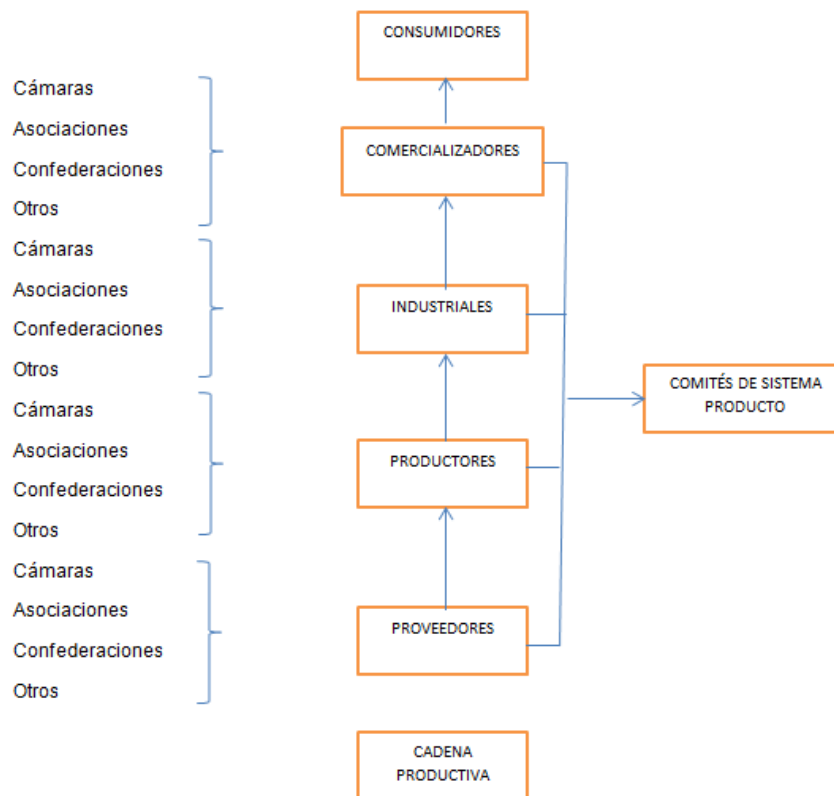 CONSUMIDORES
Cámaras
Asociaciones
Confederaciones
Otros
COMERCIALIZADORES
Cámaras
Asociaciones
Confederaciones
Otros
INDUSTRIALES
COMITÉS DE SISTEMA
PRODUCTO
Cámaras
Asociaciones
Confederaciones
Otros
PRODUCTORES
Cámaras
Asociaciones
Confederaciones
Otros
PROVEEDORES
CADENA
PRODUCTIVA